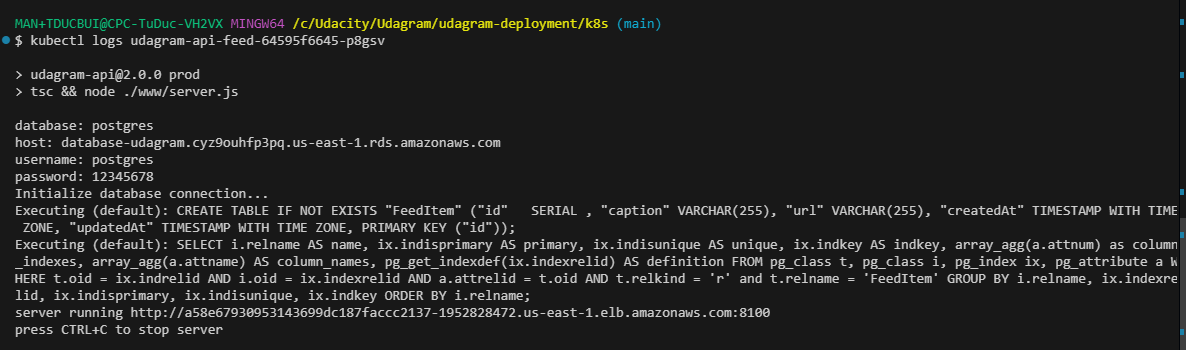 MAN+TDUCBUI@CPC-TuDuc-VH2VX MINGW64 /c/Udacity/Udagram/udagram-deployment/k8s (main)
$ kubectl logs udagram-api-feed-64595f6645-p8gsv
> udagram-api@2.0.0 prod
> tsc && node ./www/server.js
database: postgres
host: database-udagram.cyz9ouhfp3pq.us-east-1.rds.amazonaws.com
username: postgres
password: 12345678
Initialize database connection...
Executing (default): CREATE TABLE IF NOT EXISTS "FeedItem" ("id"   SERIAL , "caption" VARCHAR(255), "url" VARCHAR(255), "createdAt" TIMESTAMP WITH TIME
 ZONE, "updatedAt" TIMESTAMP WITH TIME ZONE, PRIMARY KEY ("id"));
Executing (default): SELECT i.relname AS name, ix.indisprimary AS primary, ix.indisunique AS unique, ix.indkey AS indkey, array_agg(a.attnum) as column
_indexes, array_agg(a.attname) AS column_names, pg_get_indexdef(ix.indexrelid) AS definition FROM pg_class t, pg_class i, pg_index ix, pg_attribute a W
HERE t.oid = ix.indrelid AND i.oid = ix.indexrelid AND a.attrelid = t.oid AND t.relkind = 'r' and t.relname = 'FeedItem' GROUP BY i.relname, ix.indexre
lid, ix.indisprimary, ix.indisunique, ix.indkey ORDER BY i.relname;
server running http://a58e67930953143699dc187faccc2137-1952828472.us-east-1.elb.amazonaws.com:8100
press CTRL+C to stop server